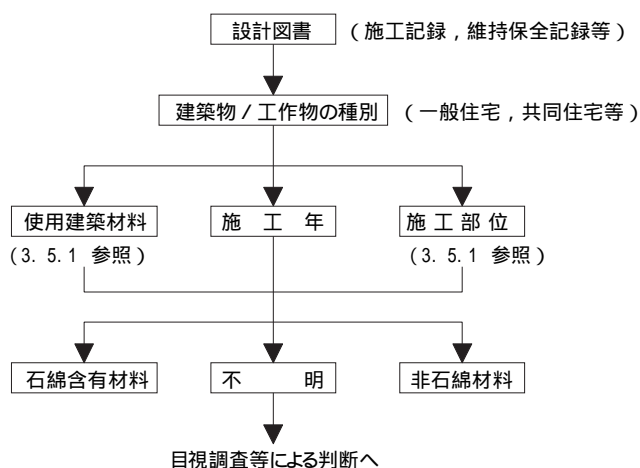 設計図書 （施工記録，維持保全記録等）
建築物／工作物の種別 （一般住宅，共同住宅等）
使用建築材料 施工年 施工部位
（3.5.1 参照） （3.5.1 参照）
石綿含有材料 不明 非石綿材料
目視調査等による判断へ